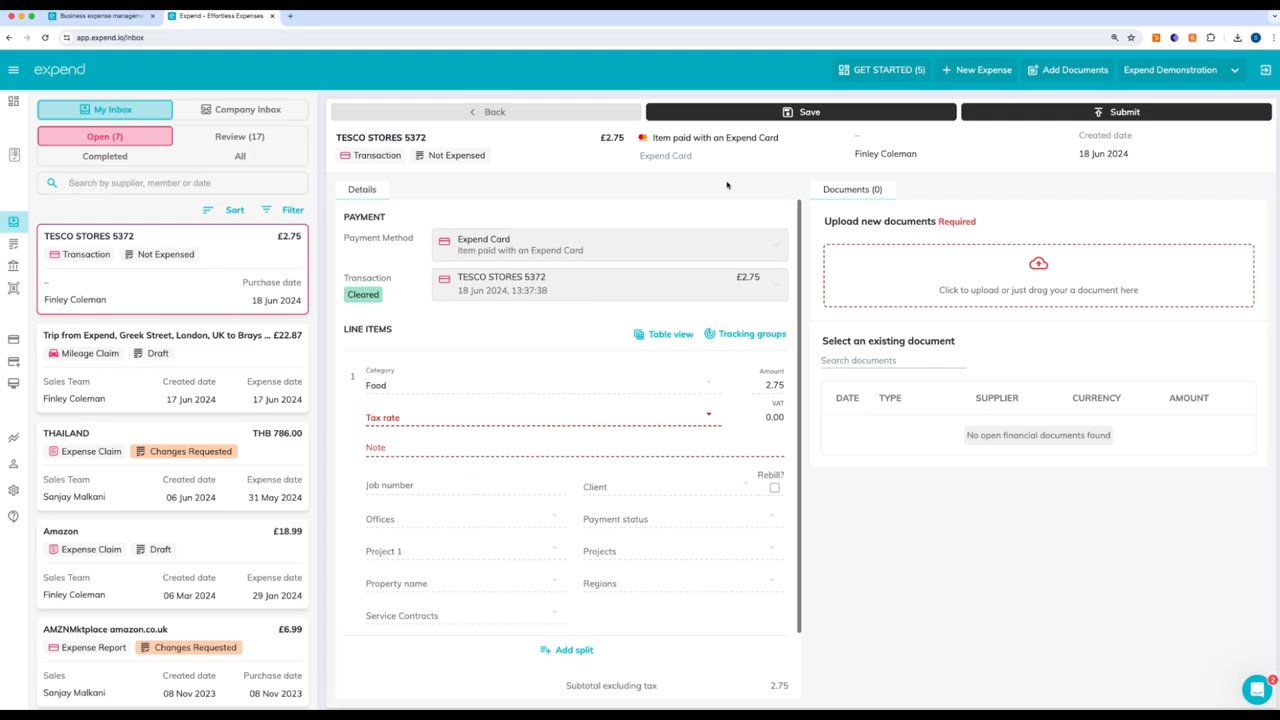 Business expense managem
Expend - Effortless Expenses
app.expend.io/inbox
expend
GET STARTED (5)
New Expense
Add Documents
Expend Demonstration
My Inbox
Company Inbox
Open (7)
Review (17)
Completed
All
Search by supplier, member or date
Sort
Filter
TESCO STORES 5372 £2.75
Transaction Not Expensed
– Purchase date
Finley Coleman 18 Jun 2024
Trip from Expend, Greek Street, London, UK to Brays ... £22.87
Mileage Claim Draft
Sales Team Created date Expense date
Finley Coleman 17 Jun 2024 17 Jun 2024
THAILAND THB 786.00
Expense Claim Changes Requested
Sales Team Created date Expense date
Sanjay Malkani 06 Jun 2024 31 May 2024
Amazon £18.99
Expense Claim Draft
Sales Team Created date Expense date
Finley Coleman 06 Mar 2024 29 Jan 2024
AMZNMktplace amazon.co.uk £6.99
Expense Report Changes Requested
Sales Created date Purchase date
Sanjay Malkani 08 Nov 2023 08 Nov 2023
Back
Save
Submit
TESCO STORES 5372 £2.75 Item paid with an Expend Card – Created date
Transaction Not Expensed Expend Card Finley Coleman 18 Jun 2024
Details
PAYMENT
Payment Method
Expend Card
Item paid with an Expend Card
Transaction
Cleared
TESCO STORES 5372 £2.75
18 Jun 2024, 13:37:38
LINE ITEMS
Table view
Tracking groups
1
Category
Food
Amount
2.75
Tax rate
VAT
0.00
Note
Job number
Client
Rebill?
Offices
Payment status
Project 1
Projects
Property name
Regions
Service Contracts
Add split
Subtotal excluding tax 2.75
Documents (0)
Upload new documents Required
Click to upload or just drag your a document here
Select an existing document
Search documents
DATE TYPE SUPPLIER CURRENCY AMOUNT
No open financial documents found
2